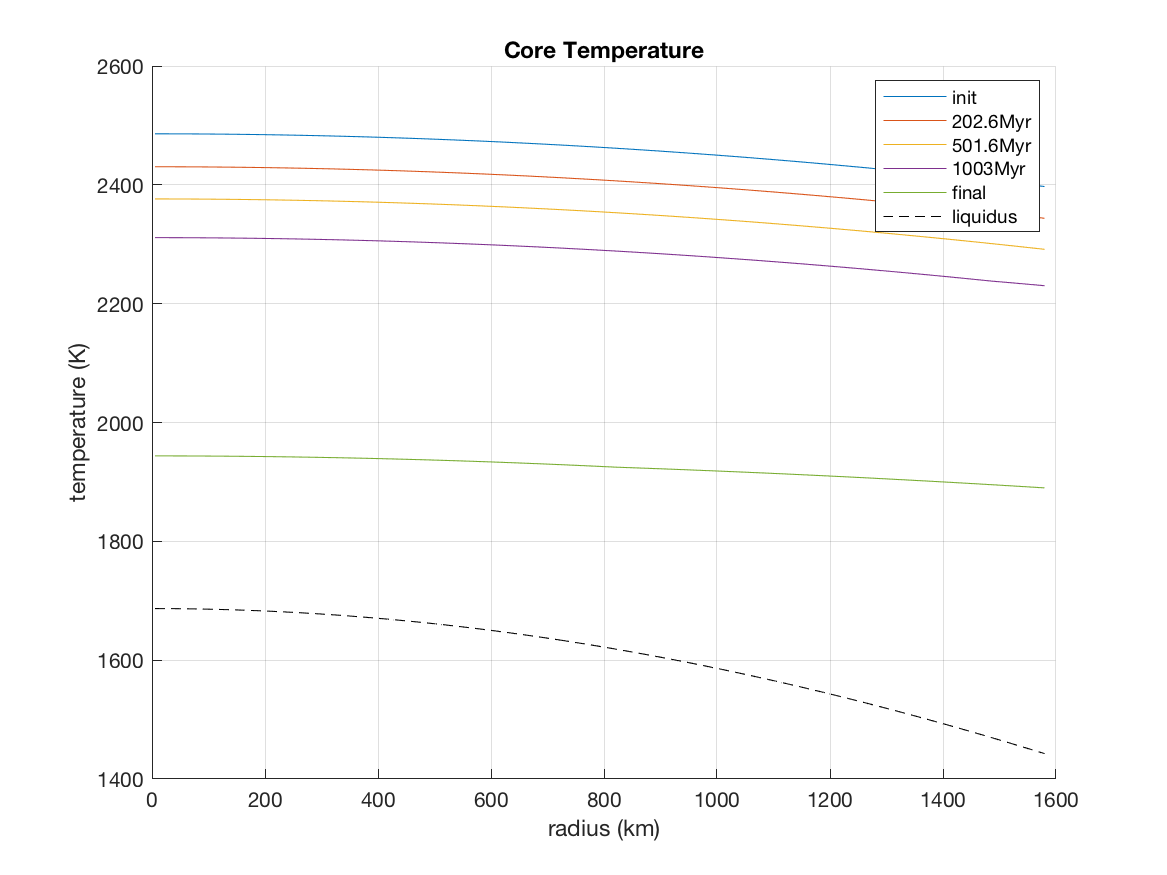 Core Temperature
2600
2400
2200
2000
1800
1600
1400
temperature (K)
init
202.6Myr
501.6Myr
1003Myr
final
liquidus
0 200 400 600 800 1000 1200 1400 1600
radius (km)